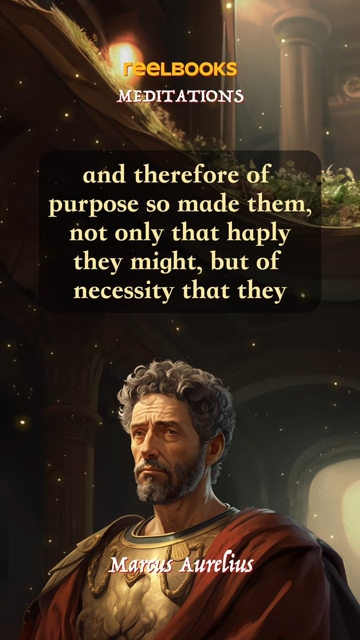 reelbooks
MEDITATIONS
and therefore of
purpose so made them,
not only that haply
they might, but of
necessity that they
Marcus Aurelius